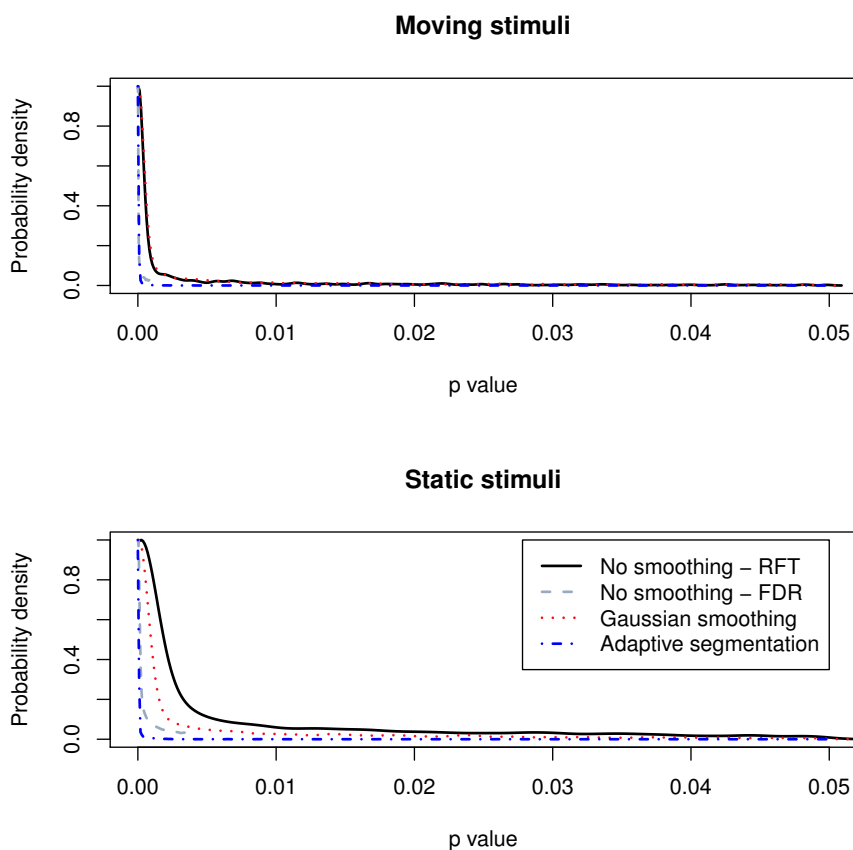 Moving stimuli
Probability density
0.0 0.4 0.8
0.00 0.01 0.02 0.03 0.04 0.05
p value
Static stimuli
Probability density
0.0 0.4 0.8
No smoothing − RFT
No smoothing − FDR
Gaussian smoothing
Adaptive segmentation
0.00 0.01 0.02 0.03 0.04 0.05
p value